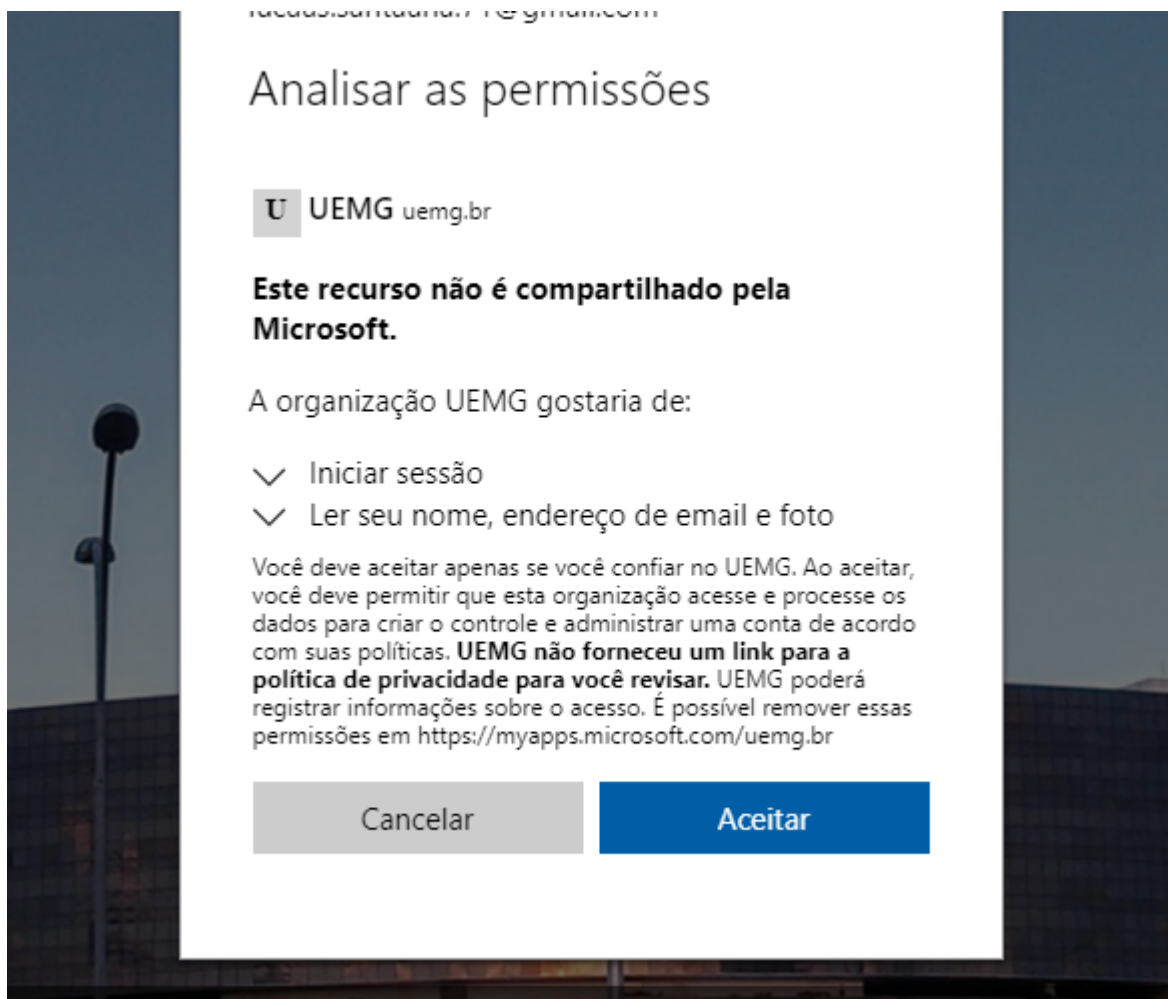 Analisar as permissões
U UEMG uemg.br
Este recurso não é compartilhado pela
Microsoft.
A organização UEMG gostaria de:
Iniciar sessão
Ler seu nome, endereço de email e foto
Você deve aceitar apenas se você confiar no UEMG. Ao aceitar,
você deve permitir que esta organização acesse e processe os
dados para criar o controle e administrar uma conta de acordo
com suas políticas. UEMG não forneceu um link para a
política de privacidade para você revisar. UEMG poderá
registrar informações sobre o acesso. É possível remover essas
permissões em https://myapps.microsoft.com/uemg.br
Cancelar Aceitar